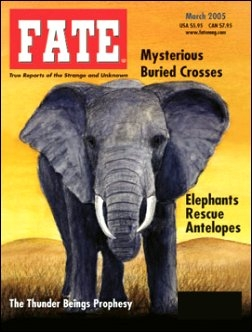 FATE
True Reports of the Strange and Unknown
March 2005
USA $5.95 CAN $7.95
www.fatemag.com
Mysterious
Buried Crosses
Elephants
Rescue
Antelopes
The Thunder Beings Prophesy